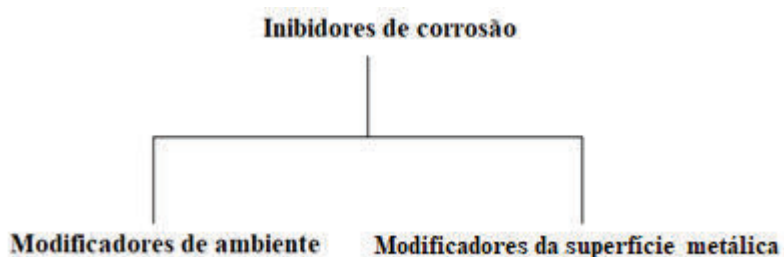 Inibidores de corrosão
Modificadores de ambiente
Modificadores da superfície metálica